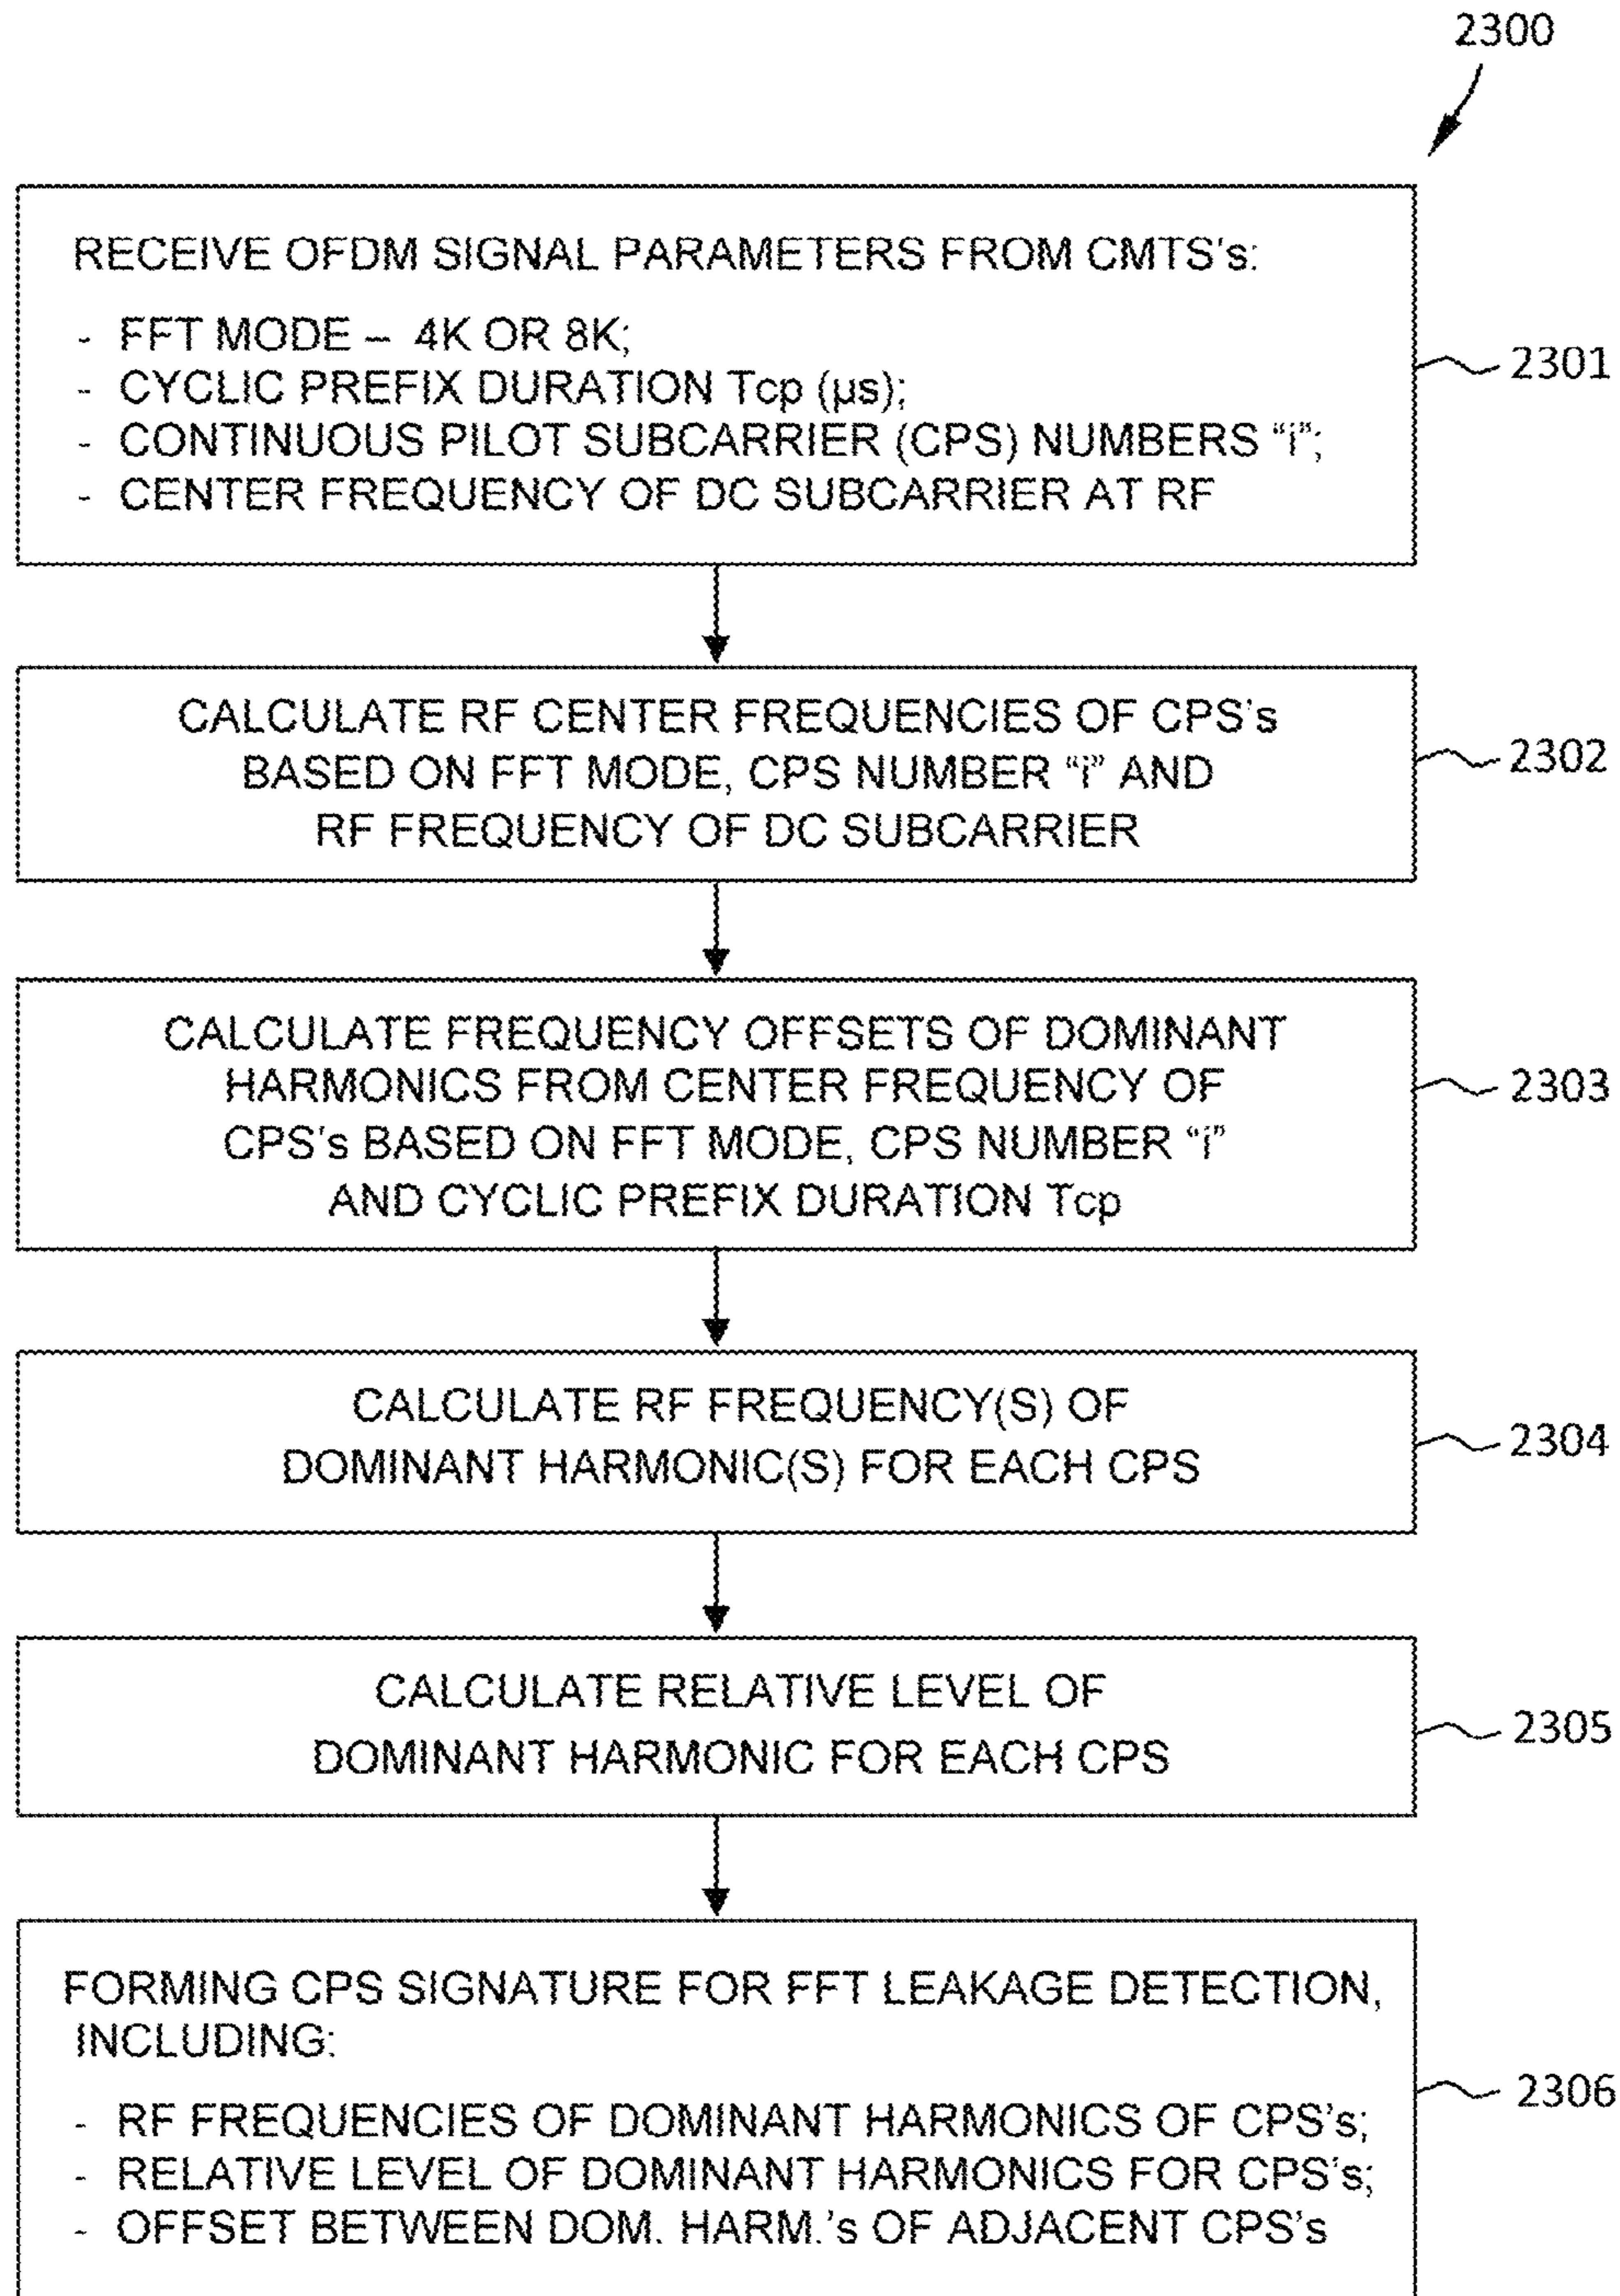 2300
RECEIVE OFDM SIGNAL PARAMETERS FROM CMTS's:
- FFT MODE – 4K OR 8K;
- CYCLIC PREFIX DURATION Tcp (µs);
- CONTINUOUS PILOT SUBCARRIER (CPS) NUMBERS “i”;
- CENTER FREQUENCY OF DC SUBCARRIER AT RF
2301
CALCULATE RF CENTER FREQUENCIES OF CPS's
BASED ON FFT MODE, CPS NUMBER “i” AND
RF FREQUENCY OF DC SUBCARRIER
2302
CALCULATE FREQUENCY OFFSETS OF DOMINANT
HARMONICS FROM CENTER FREQUENCY OF
CPS's BASED ON FFT MODE, CPS NUMBER “i”
AND CYCLIC PREFIX DURATION Tcp
2303
CALCULATE RF FREQUENCY(S) OF
DOMINANT HARMONIC(S) FOR EACH CPS
2304
CALCULATE RELATIVE LEVEL OF
DOMINANT HARMONIC FOR EACH CPS
2305
FORMING CPS SIGNATURE FOR FFT LEAKAGE DETECTION,
INCLUDING:
- RF FREQUENCIES OF DOMINANT HARMONICS OF CPS's;
- RELATIVE LEVEL OF DOMINANT HARMONICS FOR CPS's;
- OFFSET BETWEEN DOM. HARM.'s OF ADJACENT CPS's
2306